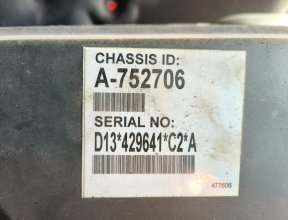 CHASSIS ID:
A-752706
SERIAL NO:
D13*429641*C2*A
477606